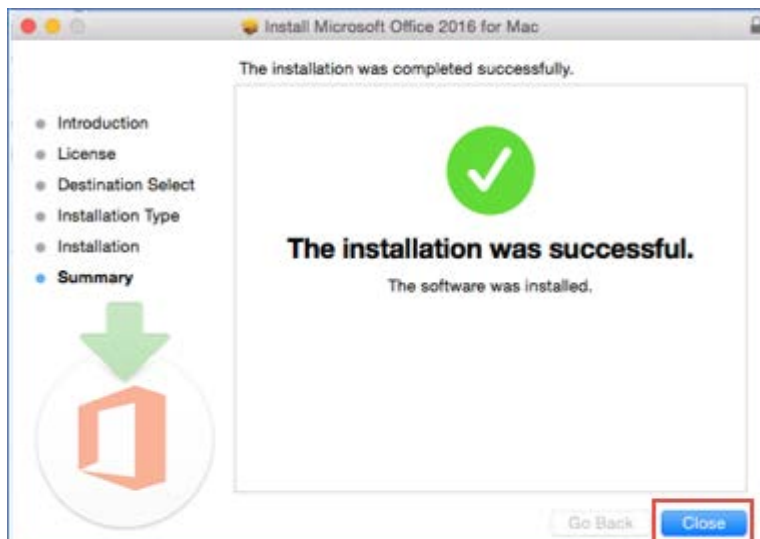 Install Microsoft Office 2016 for Mac
The installation was completed successfully.
Introduction
License
Destination Select
Installation Type
Installation
Summary
The installation was successful.
The software was installed.
Go Back
Close